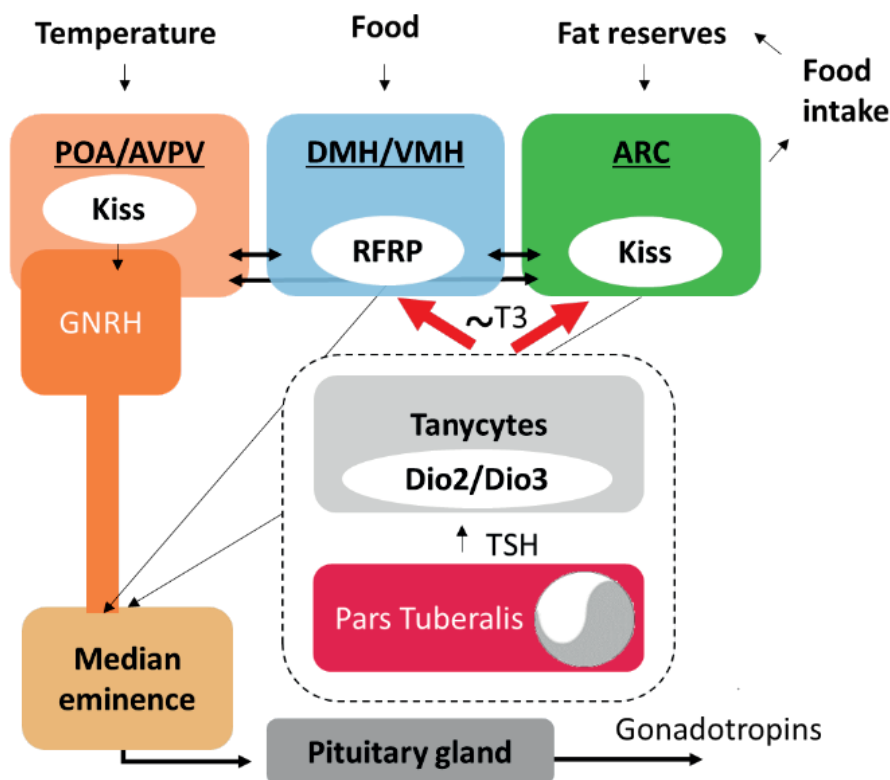 Temperature
Food
Fat reserves
Food
intake
POA/AVPV
DMH/VMH
ARC
Kiss
RFRP
Kiss
GNRH
~T3
Tanycytes
Dio2/Dio3
TSH
Pars Tuberalis
Median
eminence
Pituitary gland
Gonadotropins